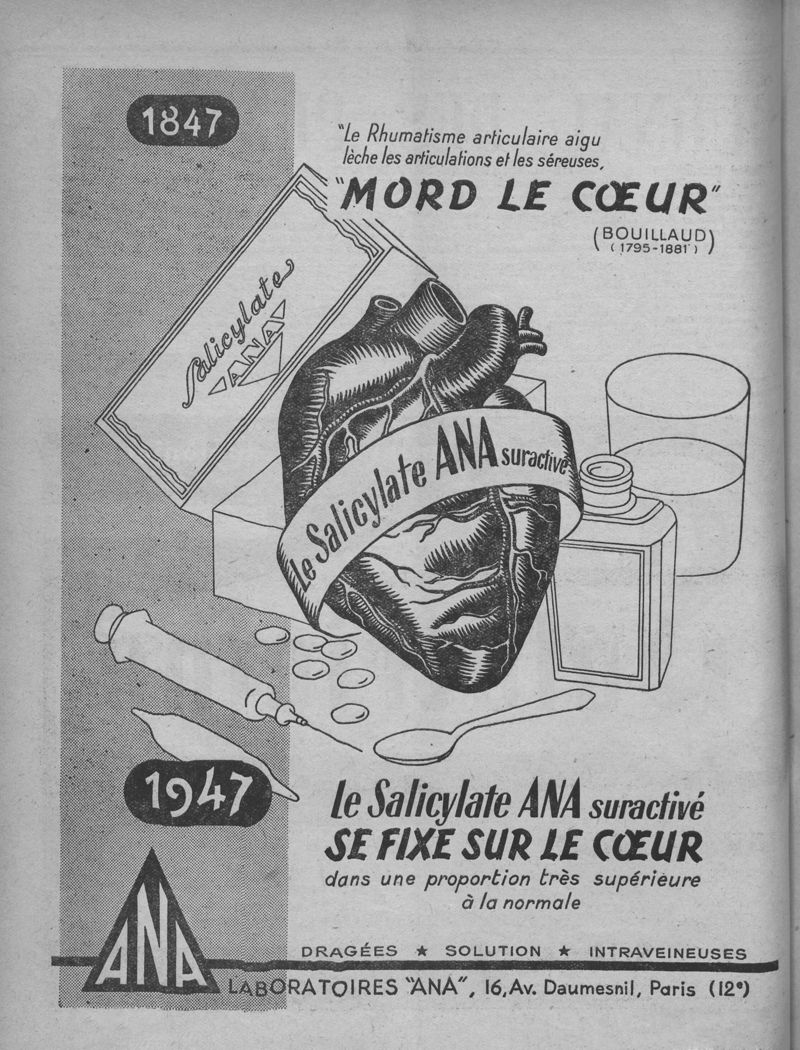 1847
"Le Rhumatisme articulaire aigu
lèche les articulations et les séreuses,
"MORD LE CŒUR"
(BOUILLAUD)
(1795-1881)
Salicylate
ANA
Le Salicylate ANA suractivé
1947
Le Salicylate ANA suractivé
SE FIXE SUR LE CŒUR
dans une proportion très supérieure
à la normale
ANA
DRAGÉES ★ SOLUTION ★ INTRAVEINEUSES
LABORATOIRES "ANA", 16, Av. Daumesnil, Paris (12e)